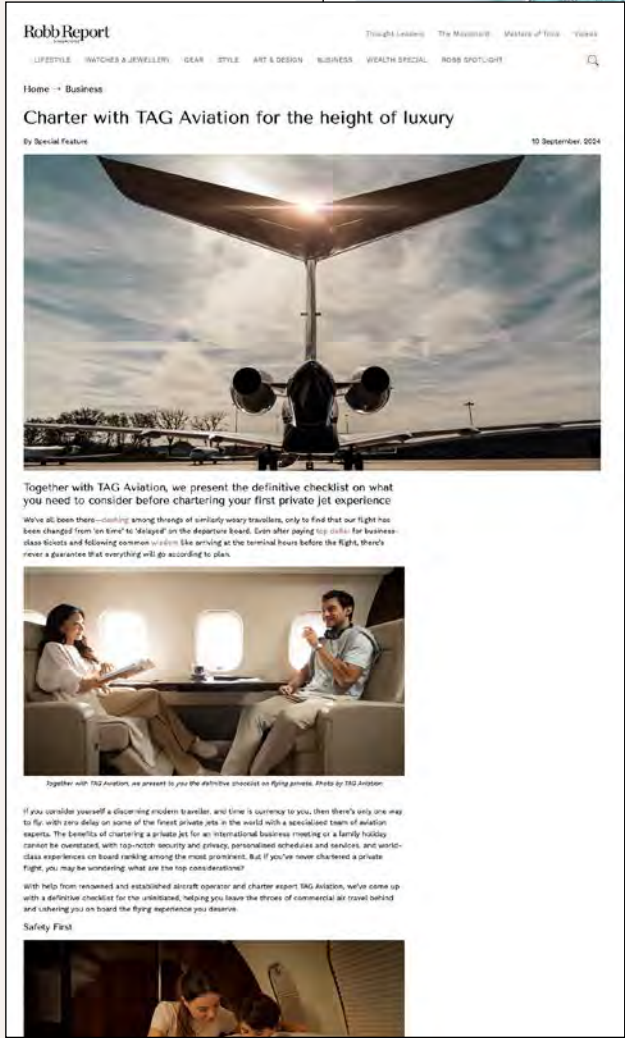 Robb Report
Thought Leaders The Movement Masters of Time Videos
LIFESTYLE WATCHES & JEWELLERY GEAR STYLE ART & DESIGN BUSINESS WEALTH SPECIAL ROBB SPOTLIGHT
Home → Business
Charter with TAG Aviation for the height of luxury
By Special Feature 10 September, 2024
Together with TAG Aviation, we present the definitive checklist on what
you need to consider before chartering your first private jet experience
We've all been there—dashing among throngs of similarly weary travellers, only to find that our flight has
been changed from 'on time' to 'delayed' on the departure board. Even after paying top dollar for business-
class tickets and following common wisdom like arriving at the terminal hours before the flight, there's
never a guarantee that everything will go according to plan.
Together with TAG Aviation, we present to you the definitive checklist on flying private. Photo by TAG Aviation
If you consider yourself a discerning modern traveller, and time is currency to you, then there's only one way
to fly: with zero delay on some of the finest private jets in the world with a specialised team of aviation
experts. The benefits of chartering a private jet for an international business meeting or a family holiday
cannot be overstated, with top-notch security and privacy, personalised schedules and services, and world-
class experiences on board ranking among the most prominent. But if you've never chartered a private
flight, you may be wondering: what are the top considerations?
With help from renowned and established aircraft operator and charter expert TAG Aviation, we've come up
with a definitive checklist for the uninitiated, helping you leave the throes of commercial air travel behind
and ushering you on board the flying experience you deserve.
Safety First